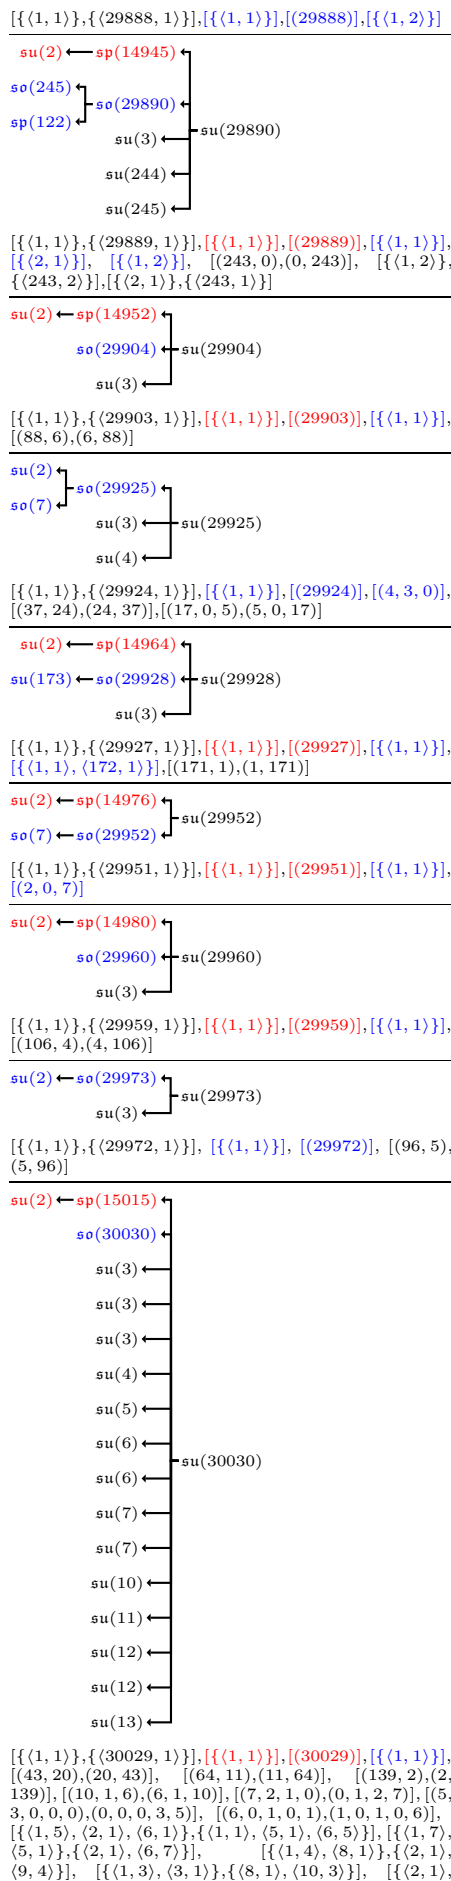 [{⟨1, 1⟩},{⟨29888, 1⟩}],[{⟨1, 1⟩}],[(29888)],[{⟨1, 2⟩}]
𝔰𝔲(2) 𝔰𝔭(14945)
𝔰𝔬(245)
𝔰𝔬(29890)
𝔰𝔭(122)
𝔰𝔲(29890)
𝔰𝔲(3)
𝔰𝔲(244)
𝔰𝔲(245)
[{⟨1, 1⟩},{⟨29889, 1⟩}],[{⟨1, 1⟩}],[(29889)],[{⟨1, 1⟩}],
[{⟨2, 1⟩}], [{⟨1, 2⟩}], [(243, 0),(0, 243)], [{⟨1, 2⟩},
{⟨243, 2⟩}],[{⟨2, 1⟩},{⟨243, 1⟩}]
𝔰𝔲(2) 𝔰𝔭(14952)
𝔰𝔬(29904) 𝔰𝔲(29904)
𝔰𝔲(3)
[{⟨1, 1⟩},{⟨29903, 1⟩}],[{⟨1, 1⟩}],[(29903)],[{⟨1, 1⟩}],
[(88, 6),(6, 88)]
𝔰𝔲(2)
𝔰𝔬(29925)
𝔰𝔬(7)
𝔰𝔲(3) 𝔰𝔲(29925)
𝔰𝔲(4)
[{⟨1, 1⟩},{⟨29924, 1⟩}],[{⟨1, 1⟩}],[(29924)],[(4, 3, 0)],
[(37, 24),(24, 37)],[(17, 0, 5),(5, 0, 17)]
𝔰𝔲(2) 𝔰𝔭(14964)
𝔰𝔲(173) 𝔰𝔬(29928) 𝔰𝔲(29928)
𝔰𝔲(3)
[{⟨1, 1⟩},{⟨29927, 1⟩}],[{⟨1, 1⟩}],[(29927)],[{⟨1, 1⟩}],
[{⟨1, 1⟩, ⟨172, 1⟩}],[(171, 1),(1, 171)]
𝔰𝔲(2) 𝔰𝔭(14976)
𝔰𝔲(29952)
𝔰𝔬(7) 𝔰𝔬(29952)
[{⟨1, 1⟩},{⟨29951, 1⟩}],[{⟨1, 1⟩}],[(29951)],[{⟨1, 1⟩}],
[(2, 0, 7)]
𝔰𝔲(2) 𝔰𝔭(14980)
𝔰𝔬(29960) 𝔰𝔲(29960)
𝔰𝔲(3)
[{⟨1, 1⟩},{⟨29959, 1⟩}],[{⟨1, 1⟩}],[(29959)],[{⟨1, 1⟩}],
[(106, 4),(4, 106)]
𝔰𝔲(2) 𝔰𝔬(29973)
𝔰𝔲(29973)
𝔰𝔲(3)
[{⟨1, 1⟩},{⟨29972, 1⟩}], [{⟨1, 1⟩}], [(29972)], [(96, 5),
(5, 96)]
𝔰𝔲(2) 𝔰𝔭(15015)
𝔰𝔬(30030)
𝔰𝔲(3)
𝔰𝔲(3)
𝔰𝔲(3)
𝔰𝔲(4)
𝔰𝔲(5)
𝔰𝔲(6)
𝔰𝔲(30030)
𝔰𝔲(6)
𝔰𝔲(7)
𝔰𝔲(7)
𝔰𝔲(10)
𝔰𝔲(11)
𝔰𝔲(12)
𝔰𝔲(12)
𝔰𝔲(13)
[{⟨1, 1⟩},{⟨30029, 1⟩}],[{⟨1, 1⟩}],[(30029)],[{⟨1, 1⟩}],
[(43, 20),(20, 43)], [(64, 11),(11, 64)], [(139, 2),(2,
139)], [(10, 1, 6),(6, 1, 10)], [(7, 2, 1, 0),(0, 1, 2, 7)], [(5,
3, 0, 0, 0),(0, 0, 0, 3, 5)], [(6, 0, 1, 0, 1),(1, 0, 1, 0, 6)],
[{⟨1, 5⟩, ⟨2, 1⟩, ⟨6, 1⟩},{⟨1, 1⟩, ⟨5, 1⟩, ⟨6, 5⟩}], [{⟨1, 7⟩,
⟨5, 1⟩},{⟨2, 1⟩, ⟨6, 7⟩}], [{⟨1, 4⟩, ⟨8, 1⟩},{⟨2, 1⟩,
⟨9, 4⟩}], [{⟨1, 3⟩, ⟨3, 1⟩},{⟨8, 1⟩, ⟨10, 3⟩}], [{⟨2, 1⟩,